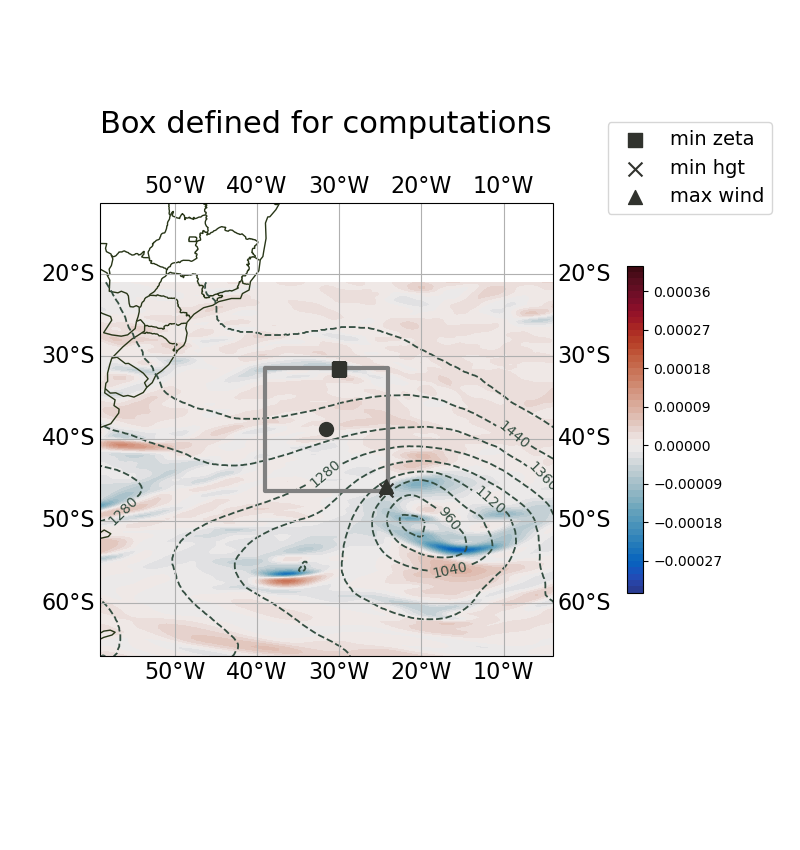 Box defined for computations
min zeta
min hgt
max wind
50°W 40°W 30°W 20°W 10°W
20°S 20°S
30°S 30°S
40°S 40°S
50°S 50°S
60°S 60°S
50°W 40°W 30°W 20°W 10°W
1440
1360
1280
1280
1120
960
1040
0.00036
0.00027
0.00018
0.00009
0.00000
−0.00009
−0.00018
−0.00027